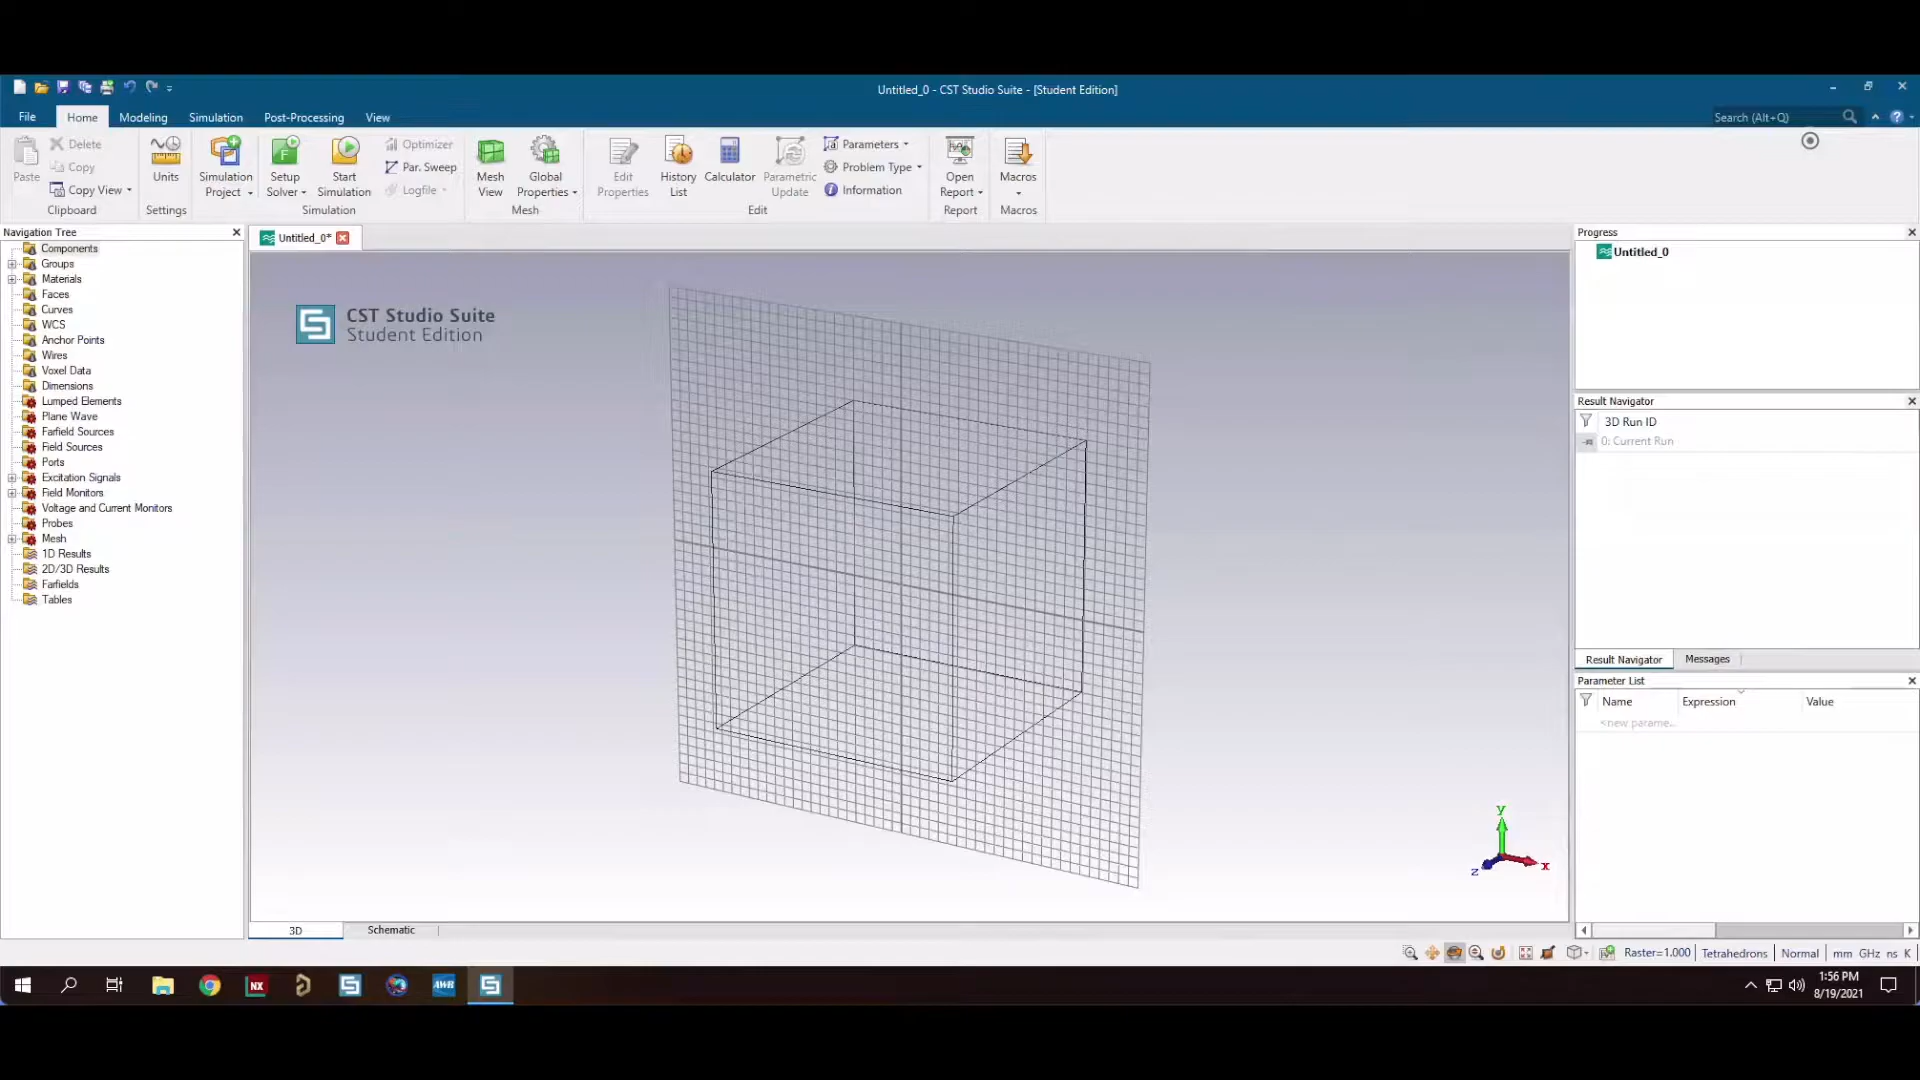 Untitled_0 - CST Studio Suite - [Student Edition]
File Home Modeling Simulation Post-Processing View Search (Alt+Q)
Paste Delete Copy Copy View Clipboard
Units Settings
Simulation Project Setup Solver Start Simulation Optimizer Par. Sweep Logfile Simulation
Mesh View Global Properties Mesh
Edit Properties History List Calculator Parametric Update Parameters Problem Type Information Edit
Open Report Report
Macros Macros
Navigation Tree
Components
Groups
Materials
Faces
Curves
WCS
Anchor Points
Wires
Voxel Data
Dimensions
Lumped Elements
Plane Wave
Farfield Sources
Field Sources
Ports
Excitation Signals
Field Monitors
Voltage and Current Monitors
Probes
Mesh
1D Results
2D/3D Results
Farfields
Tables
Untitled_0*
CST Studio Suite
Student Edition
y
x
z
3D Schematic
Progress
Untitled_0
Result Navigator
3D Run ID
0: Current Run
Result Navigator Messages
Parameter List
Name Expression Value
<new parame...
Raster=1.000 Tetrahedrons Normal mm GHz ns K
NX
AWR
1:56 PM
8/19/2021